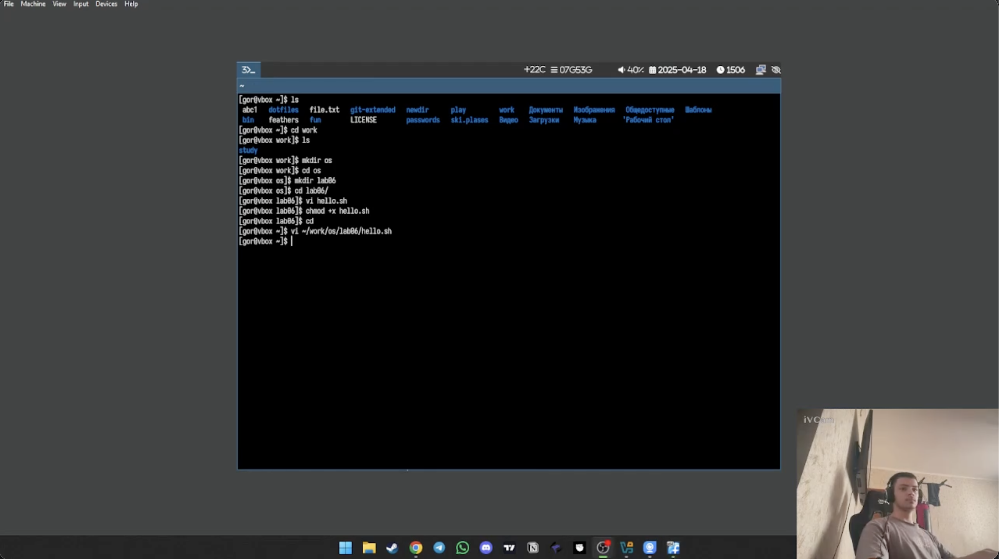 File Machine View Input Devices Help
3>_ +22C 07G53G 40% 2025-04-18 1506
~
[gor@vbox ~]$ ls
abc1 dotfiles file.txt git-extended newdir play work Документы Изображения Общедоступные Шаблоны
bin feathers fun LICENSE passwords ski.plases Видео Загрузки Музыка 'Рабочий стол'
[gor@vbox ~]$ cd work
[gor@vbox work]$ ls
study
[gor@vbox work]$ mkdir os
[gor@vbox work]$ cd os
[gor@vbox os]$ mkdir lab06
[gor@vbox os]$ cd lab06/
[gor@vbox lab06]$ vi hello.sh
[gor@vbox lab06]$ chmod +x hello.sh
[gor@vbox lab06]$ cd
[gor@vbox ~]$ vi ~/work/os/lab06/hello.sh
[gor@vbox ~]$
iVCam